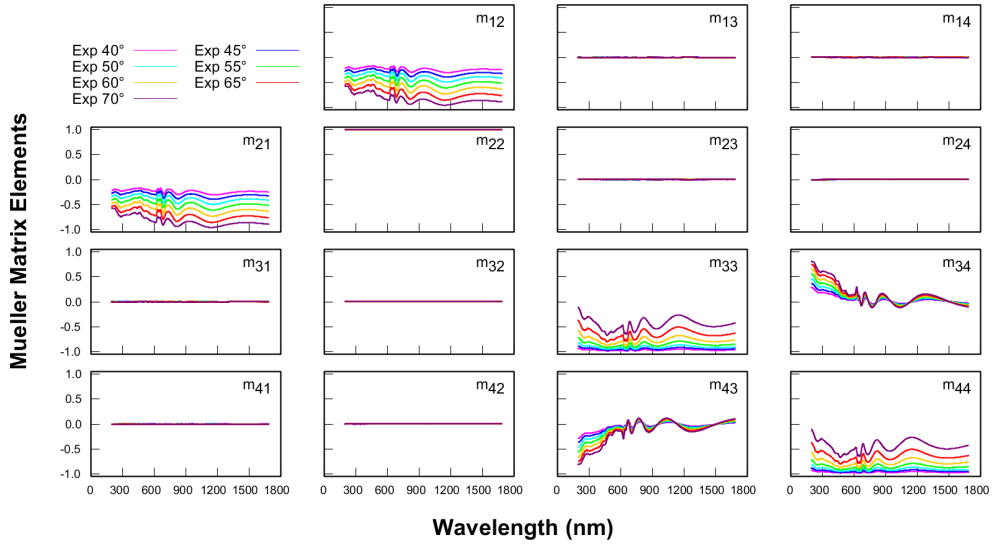 m12
m13
m14
Exp 40° Exp 45°
Exp 50° Exp 55°
Exp 60° Exp 65°
Exp 70°
Mueller Matrix Elements
1.0
0.5
0.0
-0.5
-1.0
m21
m22
m23
m24
1.0
0.5
0.0
-0.5
-1.0
m31
m32
m33
m34
1.0
0.5
0.0
-0.5
-1.0
m41
m42
m43
m44
0 300 600 900 1200 1500 1800
0 300 600 900 1200 1500 1800
0 300 600 900 1200 1500 1800
0 300 600 900 1200 1500 1800
Wavelength (nm)